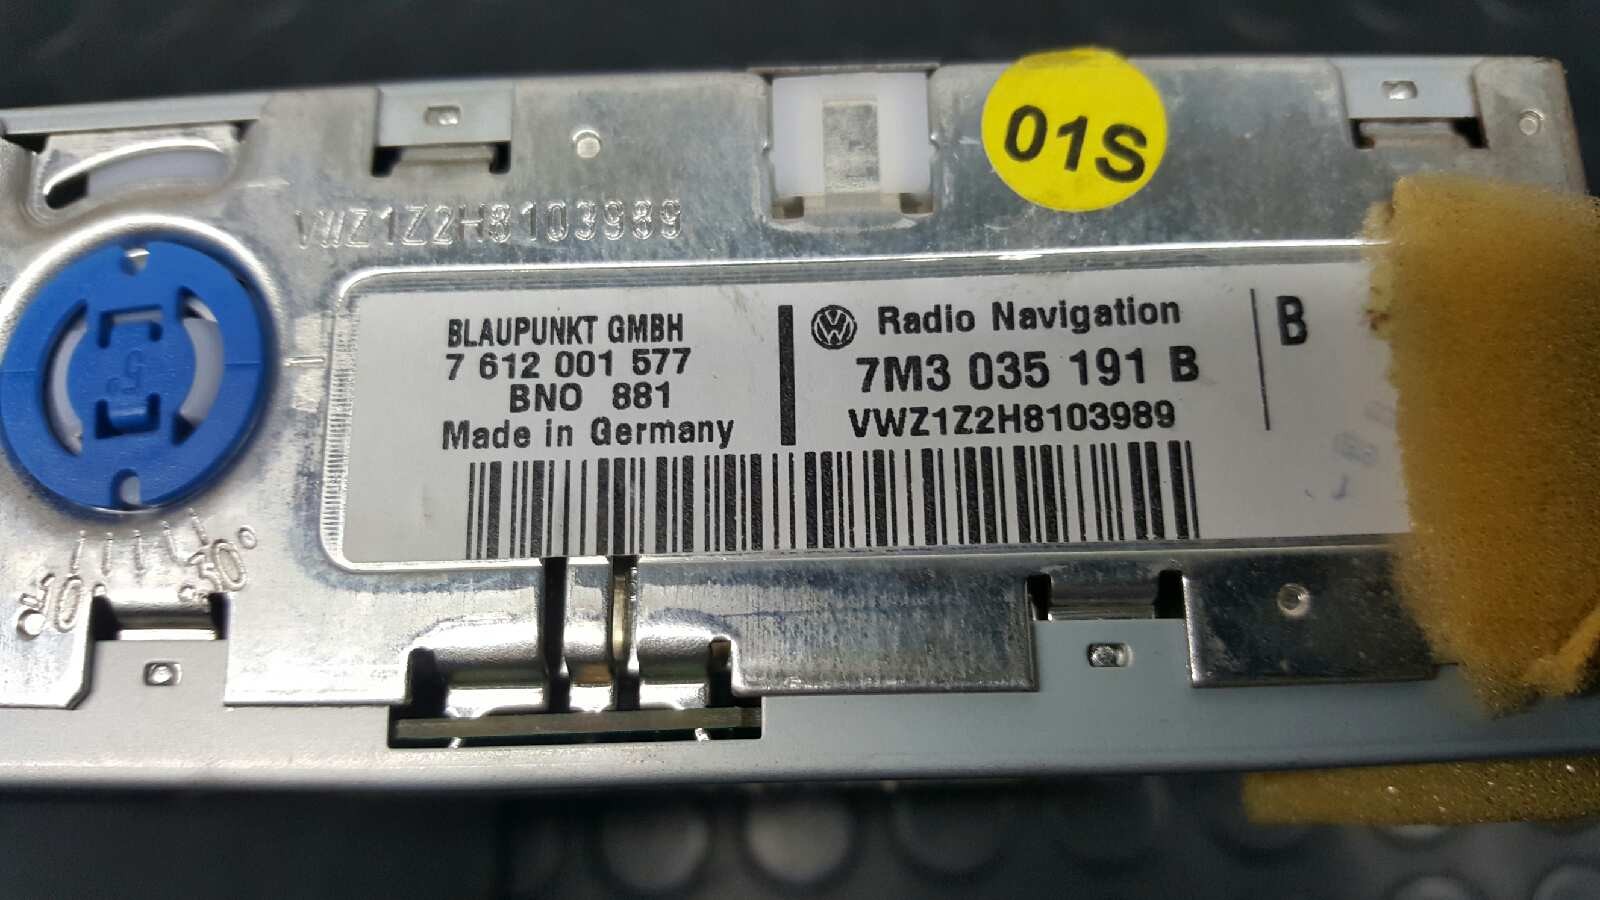 01S
VWZ1Z2H8103989
BLAUPUNKT GMBH
7 612 001 577
BNO 881
Made in Germany
Radio Navigation
7M3 035 191 B
VWZ1Z2H8103989
B
5